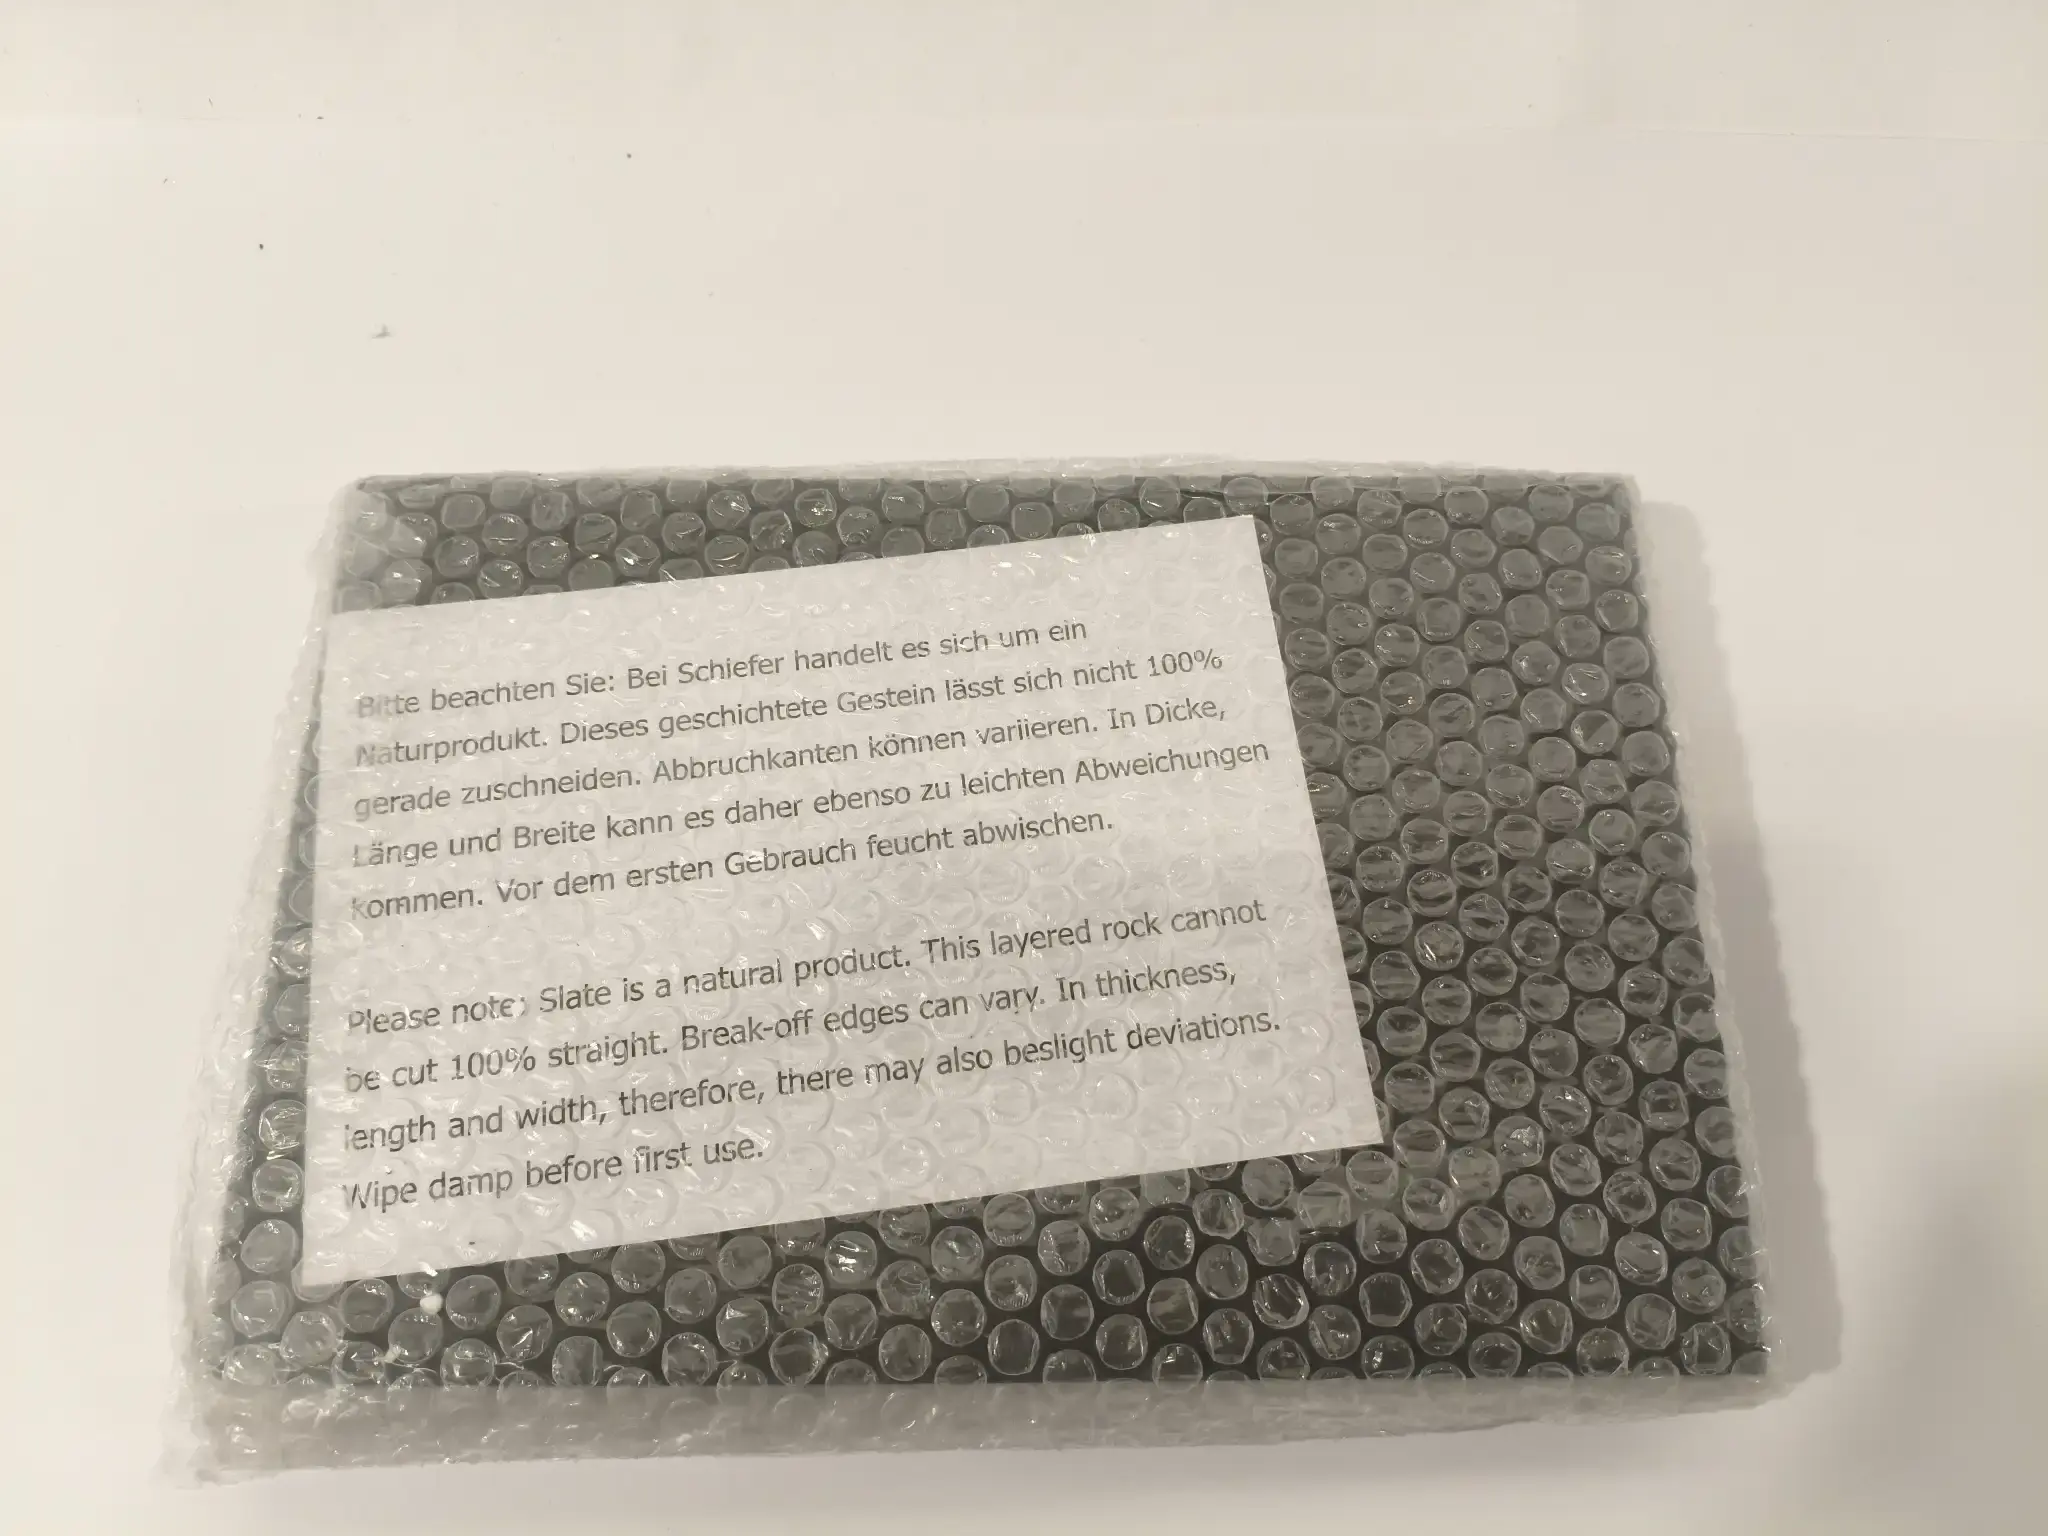 Bitte beachten Sie: Bei Schiefer handelt es sich um ein
Naturprodukt. Dieses geschichtete Gestein lässt sich nicht 100%
gerade zuschneiden. Abbruchkanten können variieren. In Dicke,
Länge und Breite kann es daher ebenso zu leichten Abweichungen
kommen. Vor dem ersten Gebrauch feucht abwischen.
Please note: Slate is a natural product. This layered rock cannot
be cut 100% straight. Break-off edges can vary. In thickness,
length and width, therefore, there may also beslight deviations.
Wipe damp before first use.